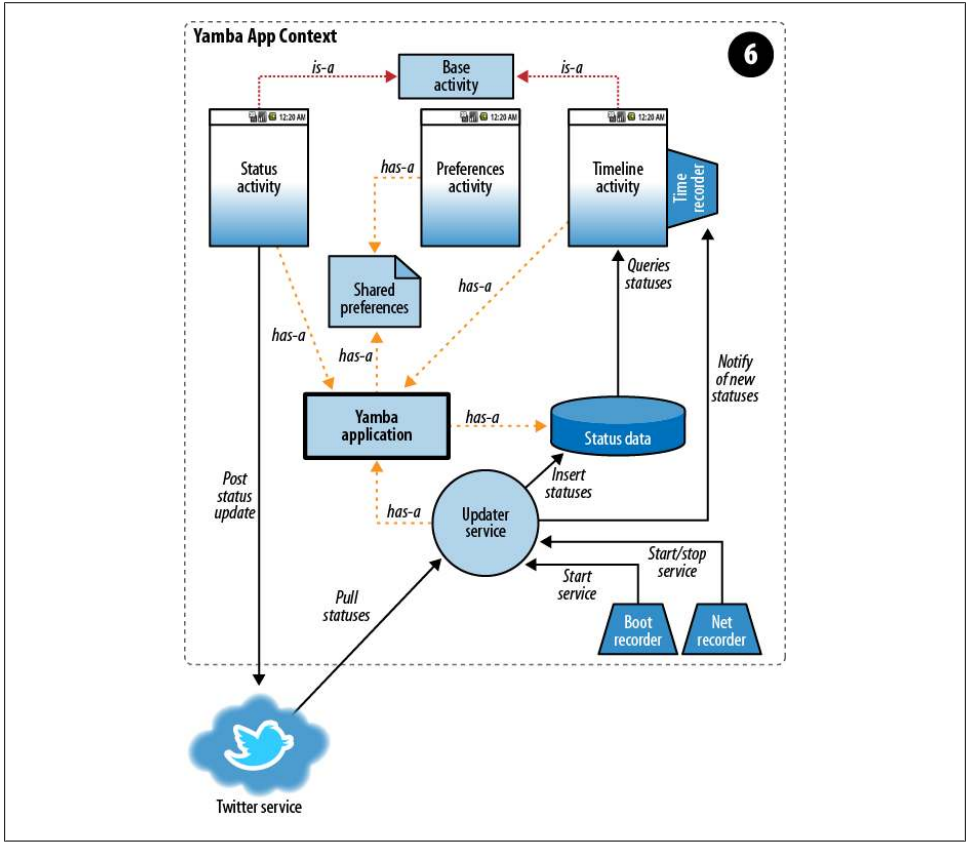 Yamba App Context
6
is-a
Base
activity
is-a
12:20 AM
12:20 AM
12:20 AM
Status
activity
has-a
Preferences
activity
Timeline
activity
Time
recorder
Shared
preferences
has-a
Queries
statuses
has-a
has-a
Notify
of new
statuses
Yamba
application
has-a
Status data
Post
status
update
Insert
statuses
has-a
Updater
service
Start/stop
service
Start
service
Pull
statuses
Boot
recorder
Net
recorder
Twitter service